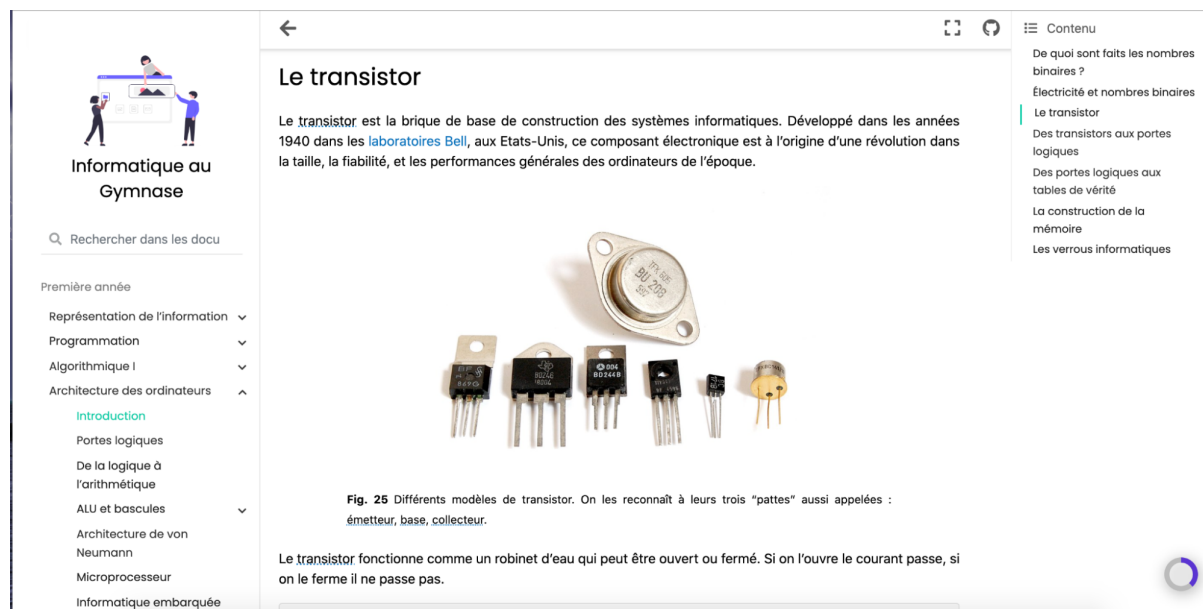 Informatique au
Gymnase
Rechercher dans les docu
Première année
Représentation de l'information
Programmation
Algorithmique I
Architecture des ordinateurs
Introduction
Portes logiques
De la logique à
l'arithmétique
ALU et bascules
Architecture de von
Neumann
Microprocesseur
Informatique embarquée
Le transistor
Le transistor est la brique de base de construction des systèmes informatiques. Développé dans les années
1940 dans les laboratoires Bell, aux Etats-Unis, ce composant électronique est à l'origine d'une révolution dans
la taille, la fiabilité, et les performances générales des ordinateurs de l'époque.
BU 208
BD246
BD244B
Fig. 25 Différents modèles de transistor. On les reconnaît à leurs trois "pattes" aussi appelées :
émetteur, base, collecteur.
Le transistor fonctionne comme un robinet d'eau qui peut être ouvert ou fermé. Si on l'ouvre le courant passe, si
on le ferme il ne passe pas.
Contenu
De quoi sont faits les nombres
binaires ?
Électricité et nombres binaires
Le transistor
Des transistors aux portes
logiques
Des portes logiques aux
tables de vérité
La construction de la
mémoire
Les verrous informatiques